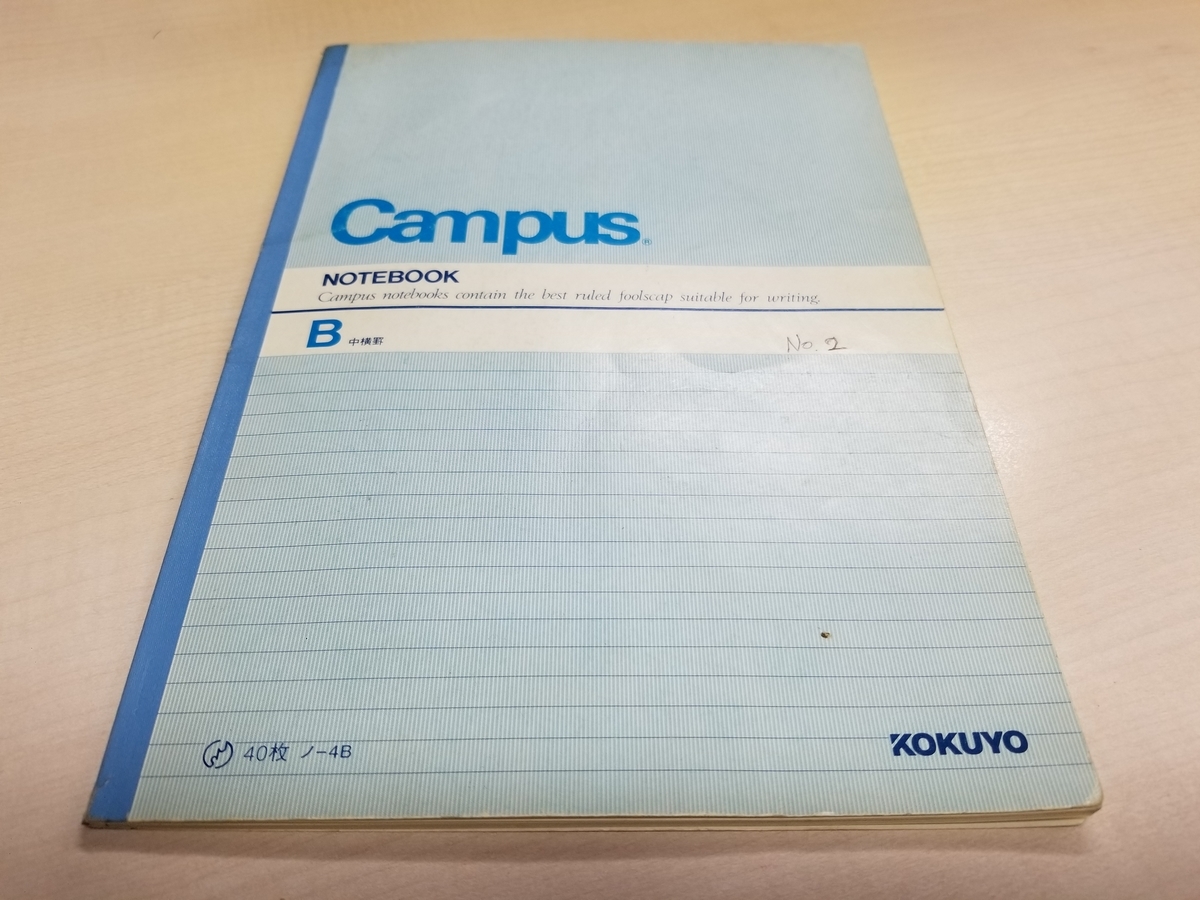 Campus®
NOTEBOOK
Campus notebooks contain the best ruled foolscap suitable for writing.
B 中横罫
No. 2
40枚 ノ-4B
KOKUYO